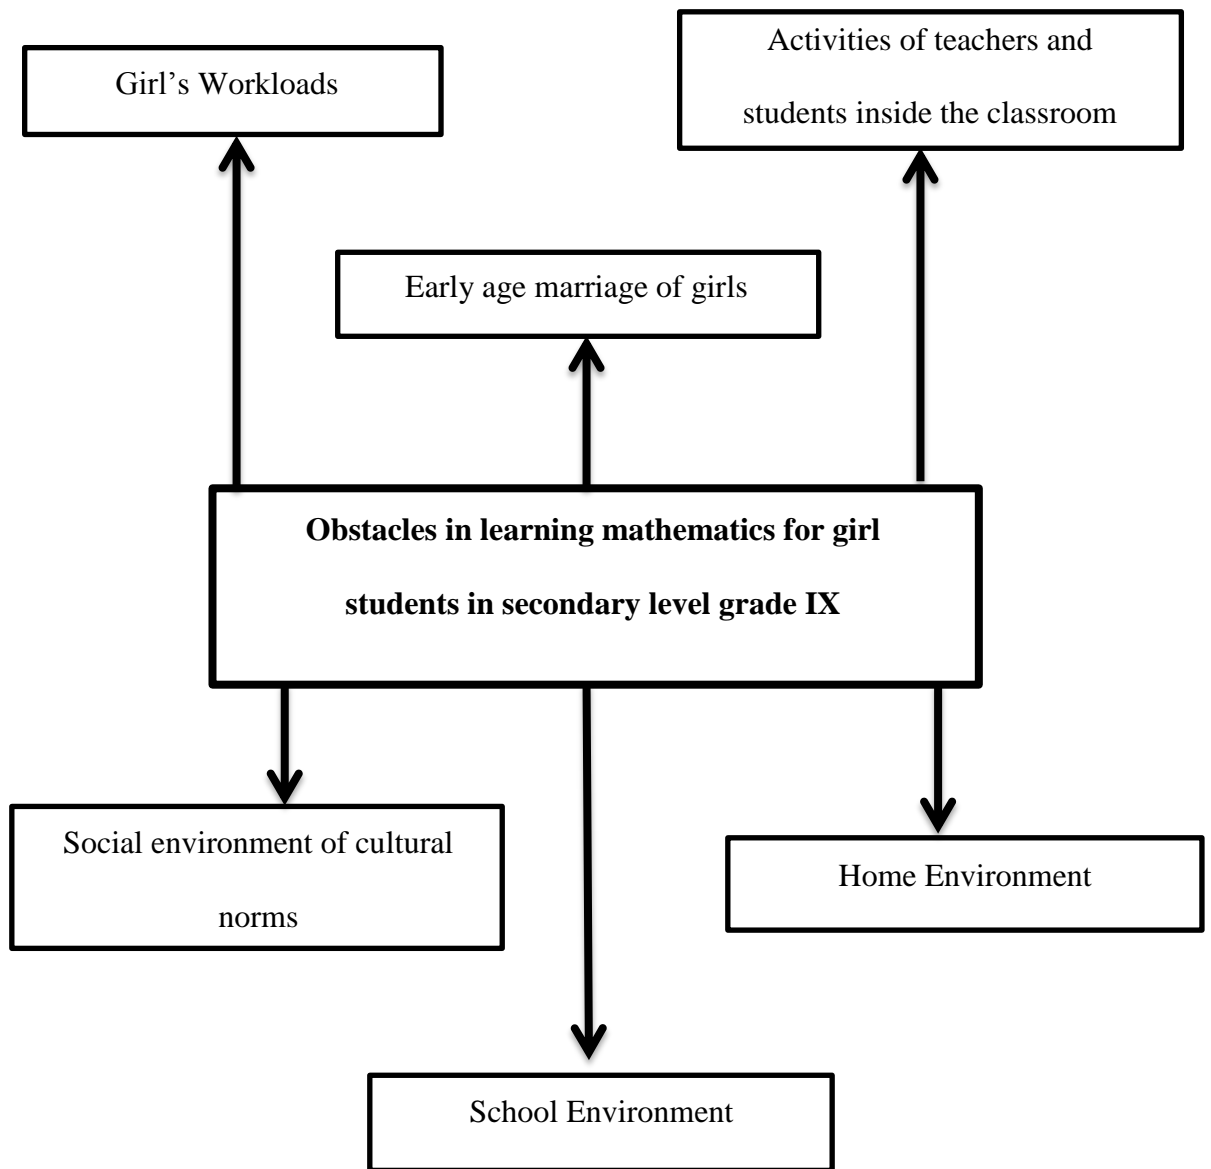 Girl’s Workloads
Activities of teachers and
students inside the classroom
Early age marriage of girls
Obstacles in learning mathematics for girl
students in secondary level grade IX
Social environment of cultural
norms
Home Environment
School Environment